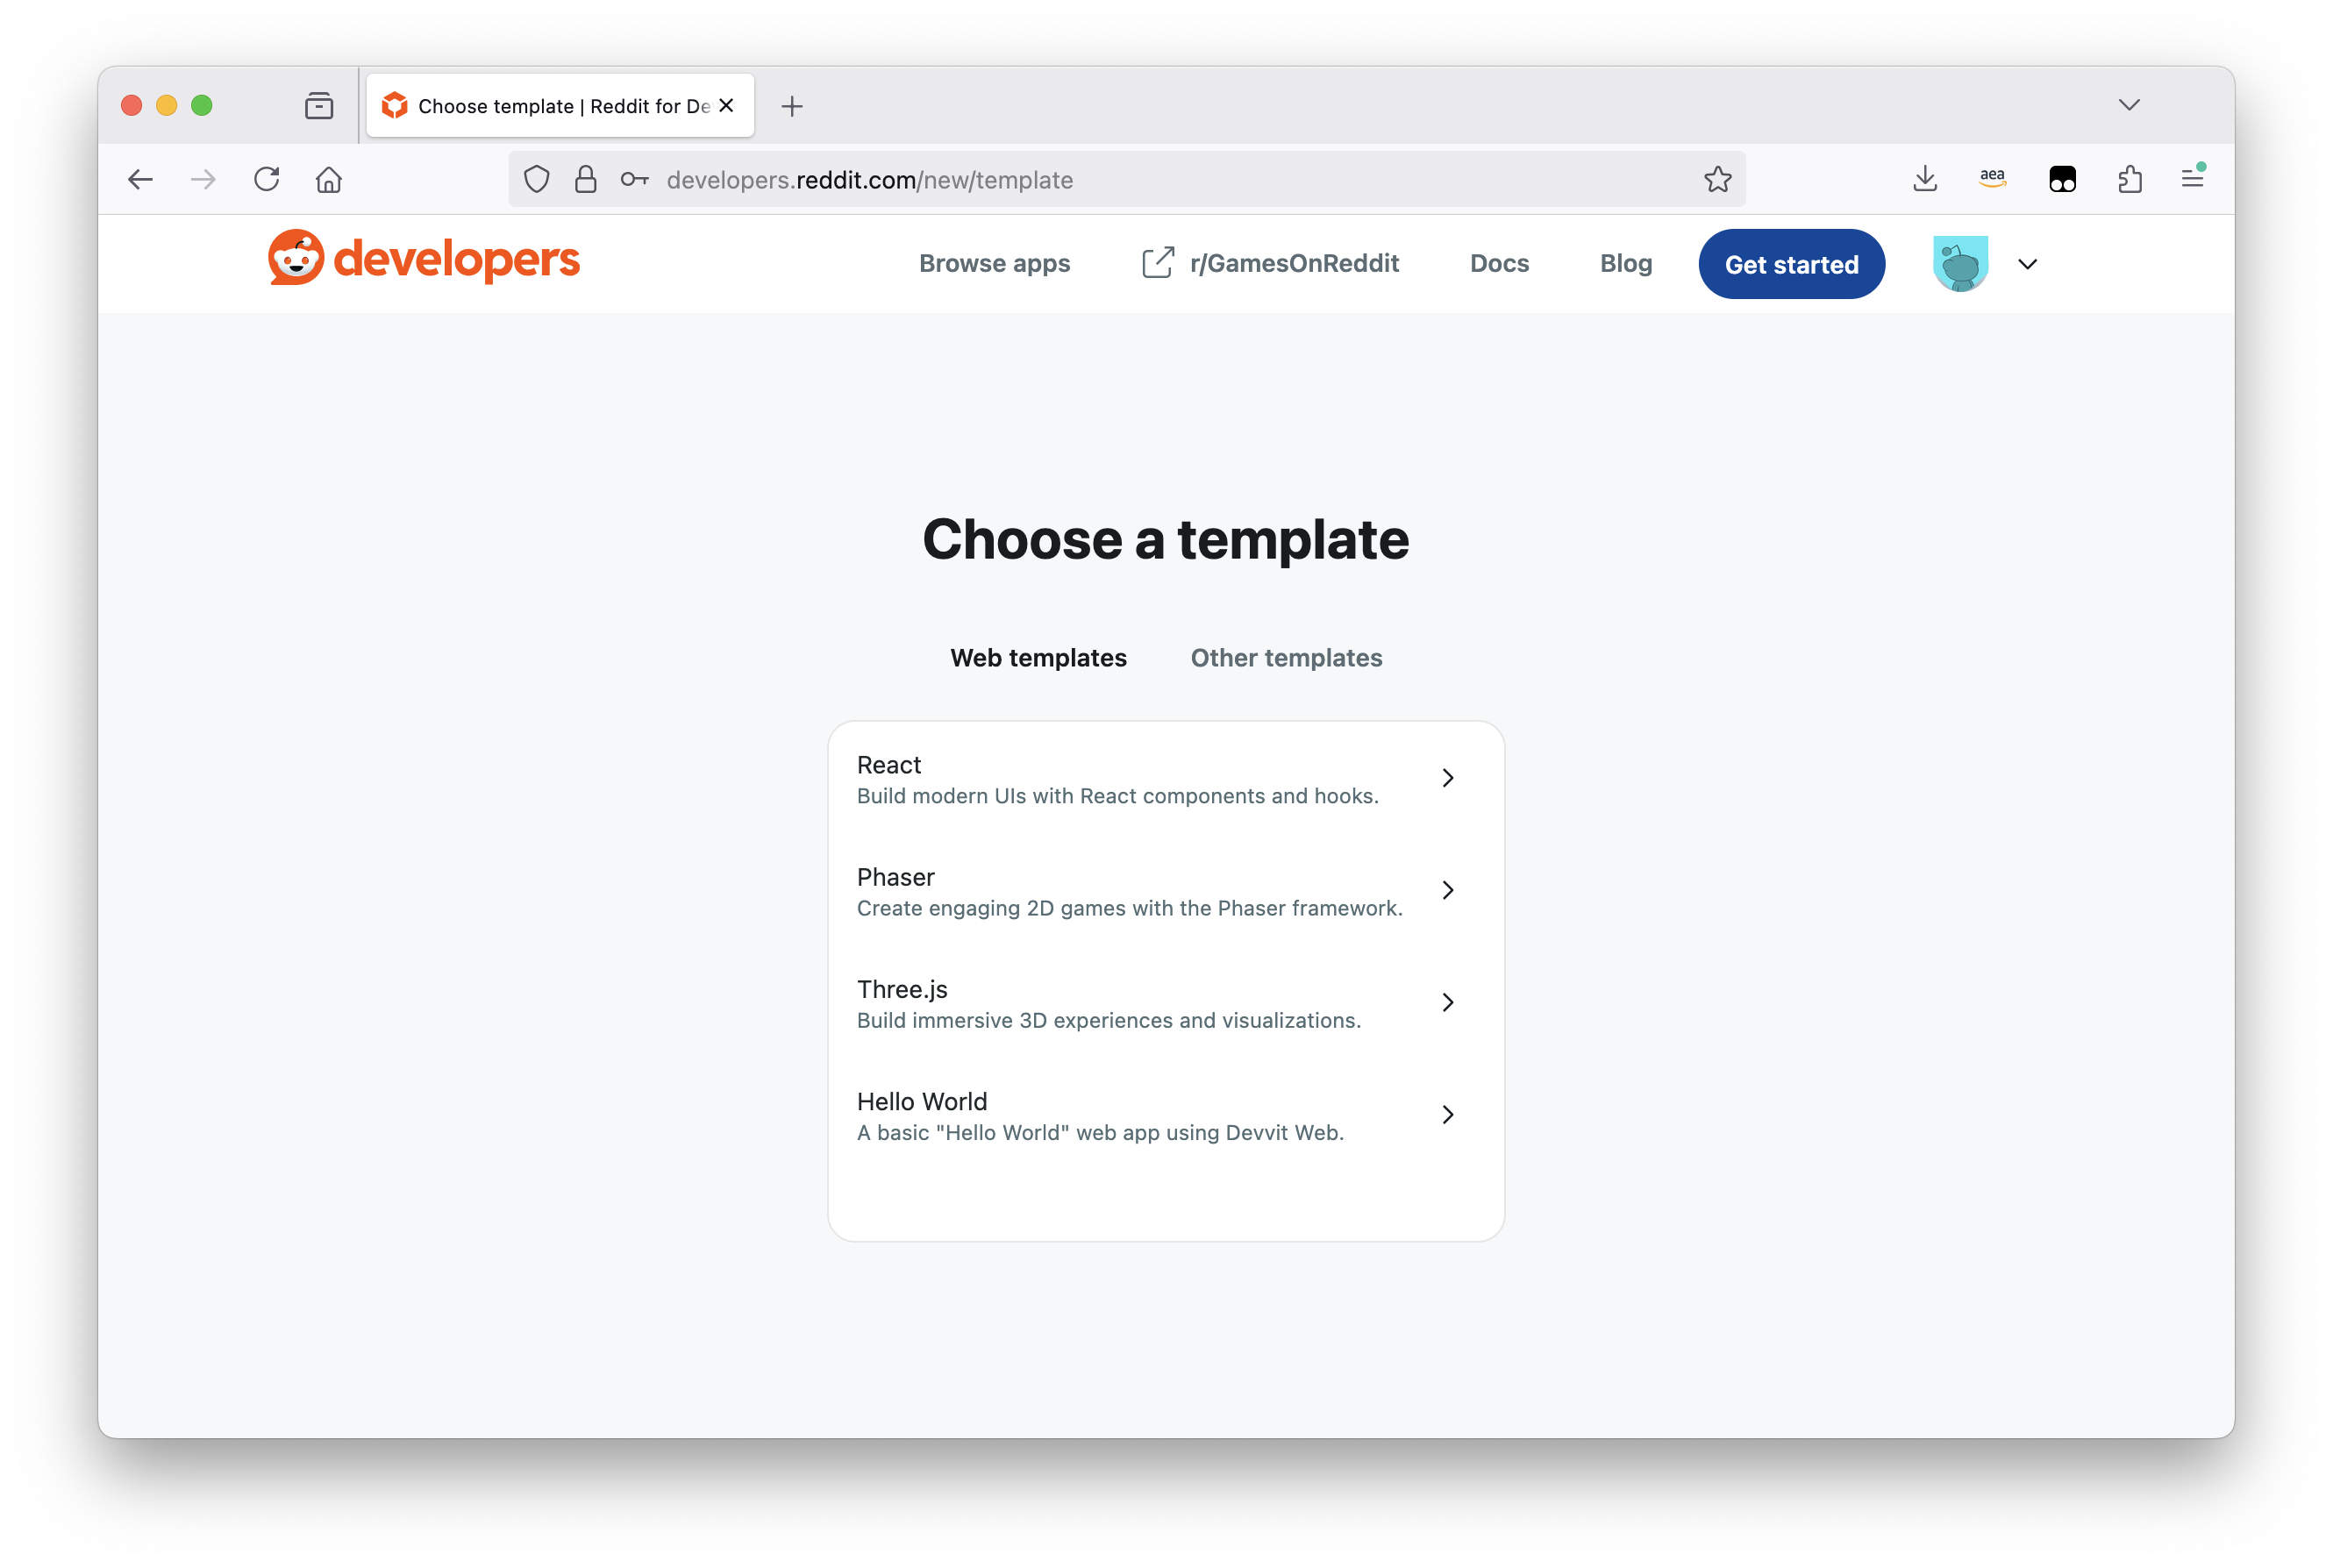 Choose template | Reddit for De
developers.reddit.com/new/template
aea
developers
Browse apps
r/GamesOnReddit
Docs
Blog
Get started
Choose a template
Web templates
Other templates
React
Build modern UIs with React components and hooks.
Phaser
Create engaging 2D games with the Phaser framework.
Three.js
Build immersive 3D experiences and visualizations.
Hello World
A basic "Hello World" web app using Devvit Web.